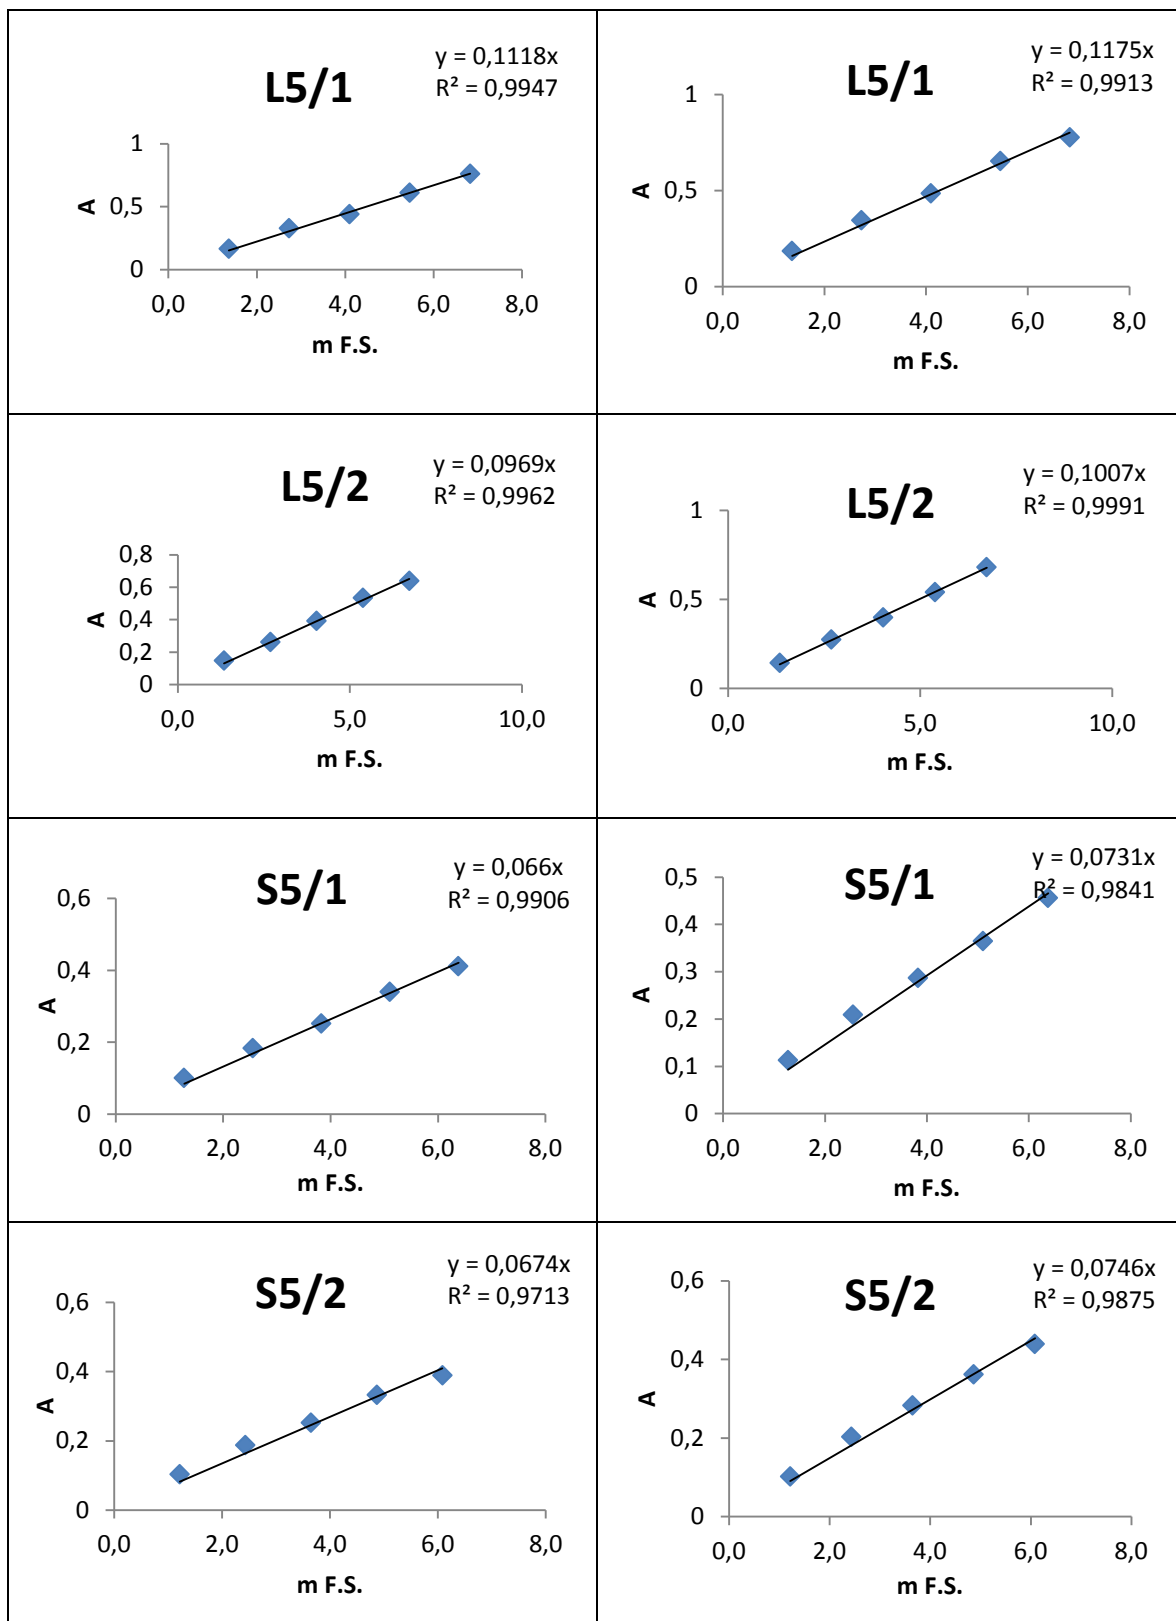 L5/1
y = 0,1118x
R² = 0,9947
1
0,5
0
A
0,0 2,0 4,0 6,0 8,0
m F.S.
L5/1
y = 0,1175x
R² = 0,9913
1
0,5
0
A
0,0 2,0 4,0 6,0 8,0
m F.S.
L5/2
y = 0,0969x
R² = 0,9962
0,8
0,6
0,4
0,2
0
A
0,0 5,0 10,0
m F.S.
L5/2
y = 0,1007x
R² = 0,9991
1
0,5
0
A
0,0 5,0 10,0
m F.S.
S5/1
y = 0,066x
R² = 0,9906
0,6
0,4
0,2
0
A
0,0 2,0 4,0 6,0 8,0
m F.S.
S5/1
y = 0,0731x
R² = 0,9841
0,5
0,4
0,3
0,2
0,1
0
A
0,0 2,0 4,0 6,0 8,0
m F.S.
S5/2
y = 0,0674x
R² = 0,9713
0,6
0,4
0,2
0
A
0,0 2,0 4,0 6,0 8,0
m F.S.
S5/2
y = 0,0746x
R² = 0,9875
0,6
0,4
0,2
0
A
0,0 2,0 4,0 6,0 8,0
m F.S.